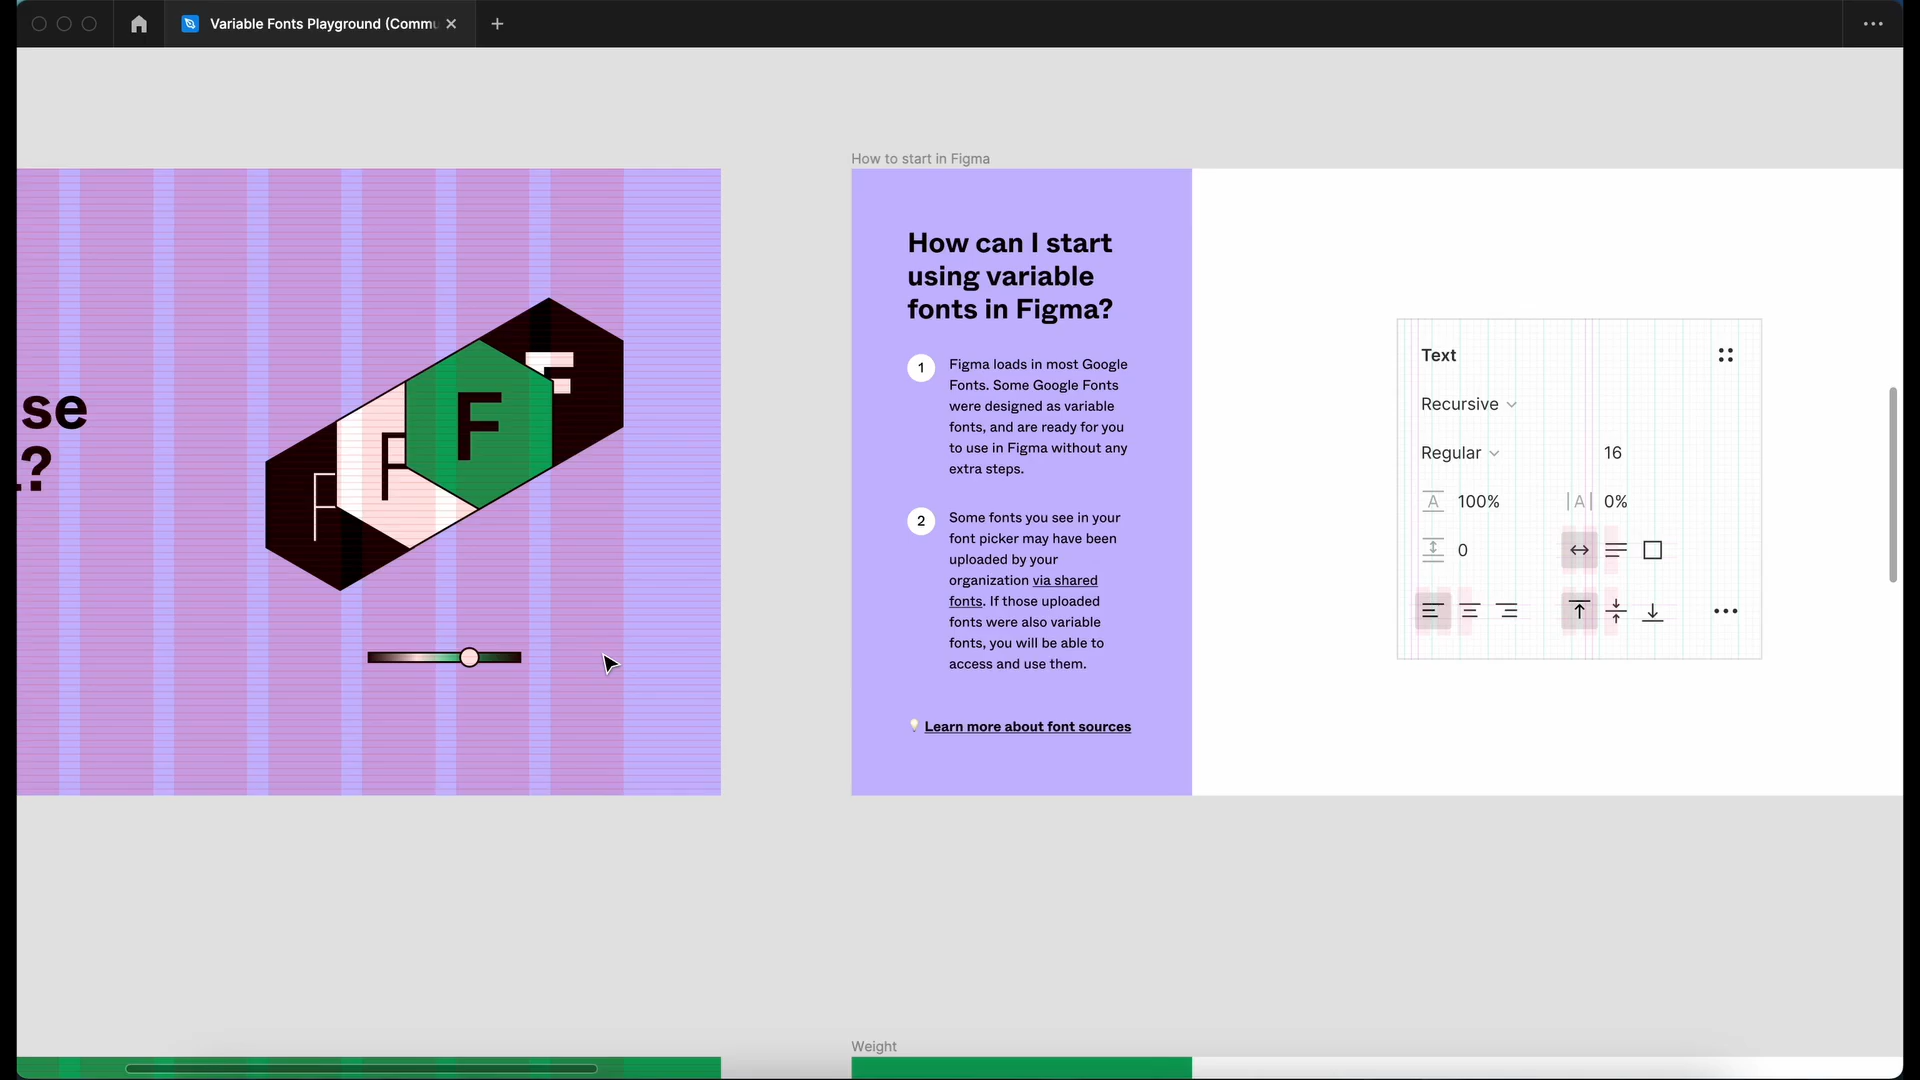 Variable Fonts Playground (Comm
How to start in Figma
se
?
F
F
F
F
How can I start
using variable
fonts in Figma?
1
Figma loads in most Google
Fonts. Some Google Fonts
were designed as variable
fonts, and are ready for you
to use in Figma without any
extra steps.
2
Some fonts you see in your
font picker may have been
uploaded by your
organization via shared
fonts. If those uploaded
fonts were also variable
fonts, you will be able to
access and use them.
Learn more about font sources
Text
Recursive
Regular
16
A 100%
|A| 0%
0
Weight